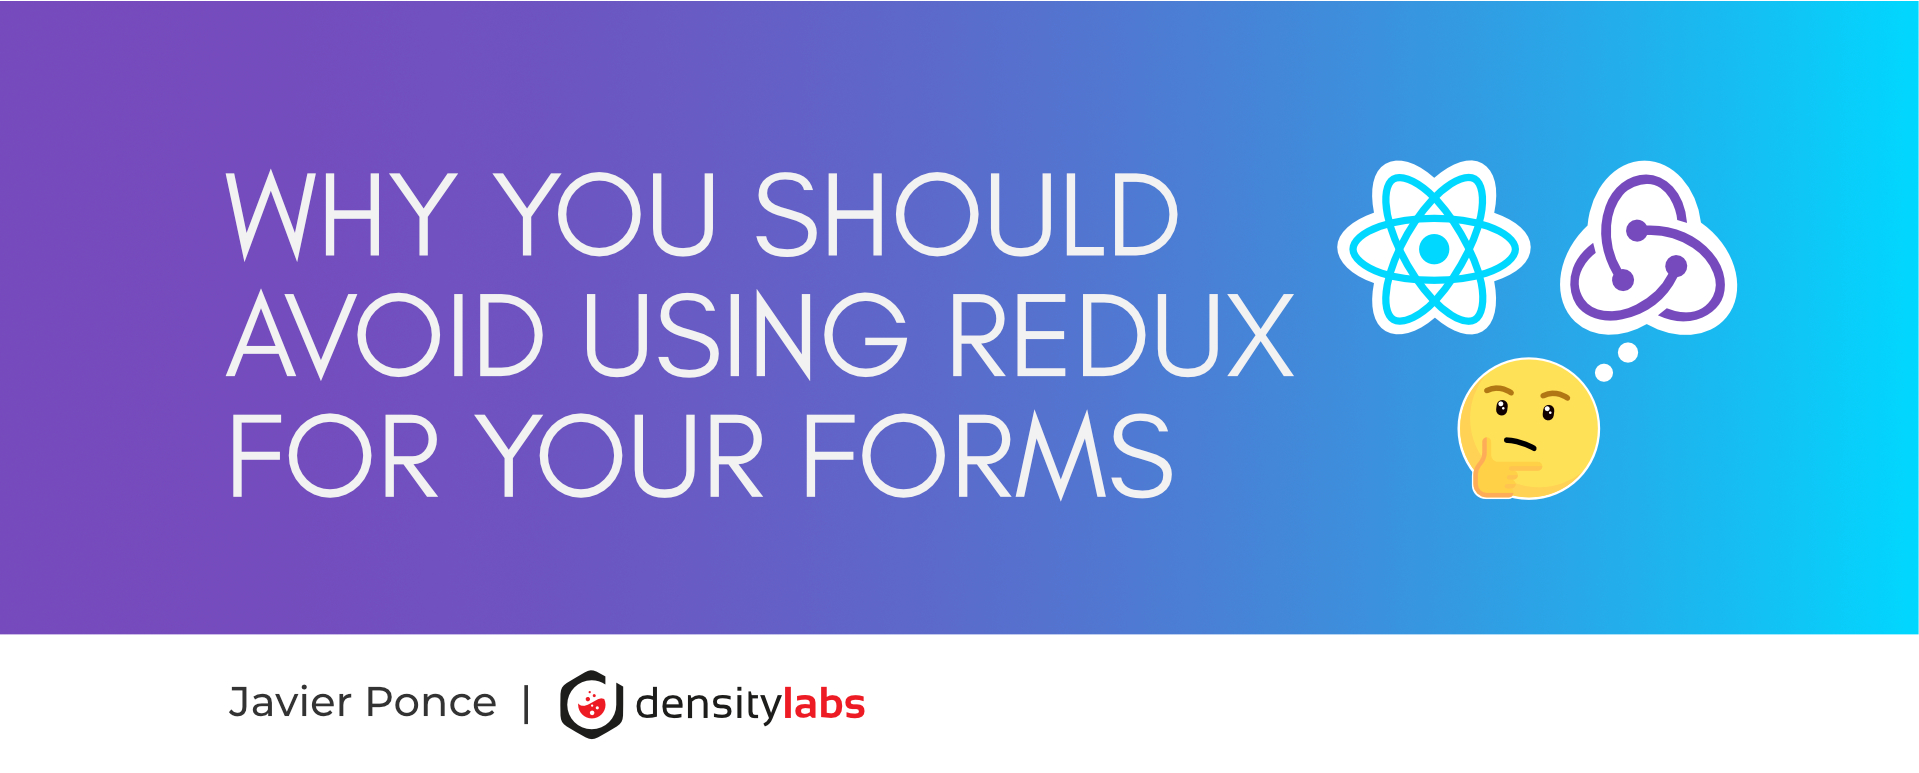 WHY YOU SHOULD
AVOID USING REDUX
FOR YOUR FORMS
Javier Ponce | densitylabs